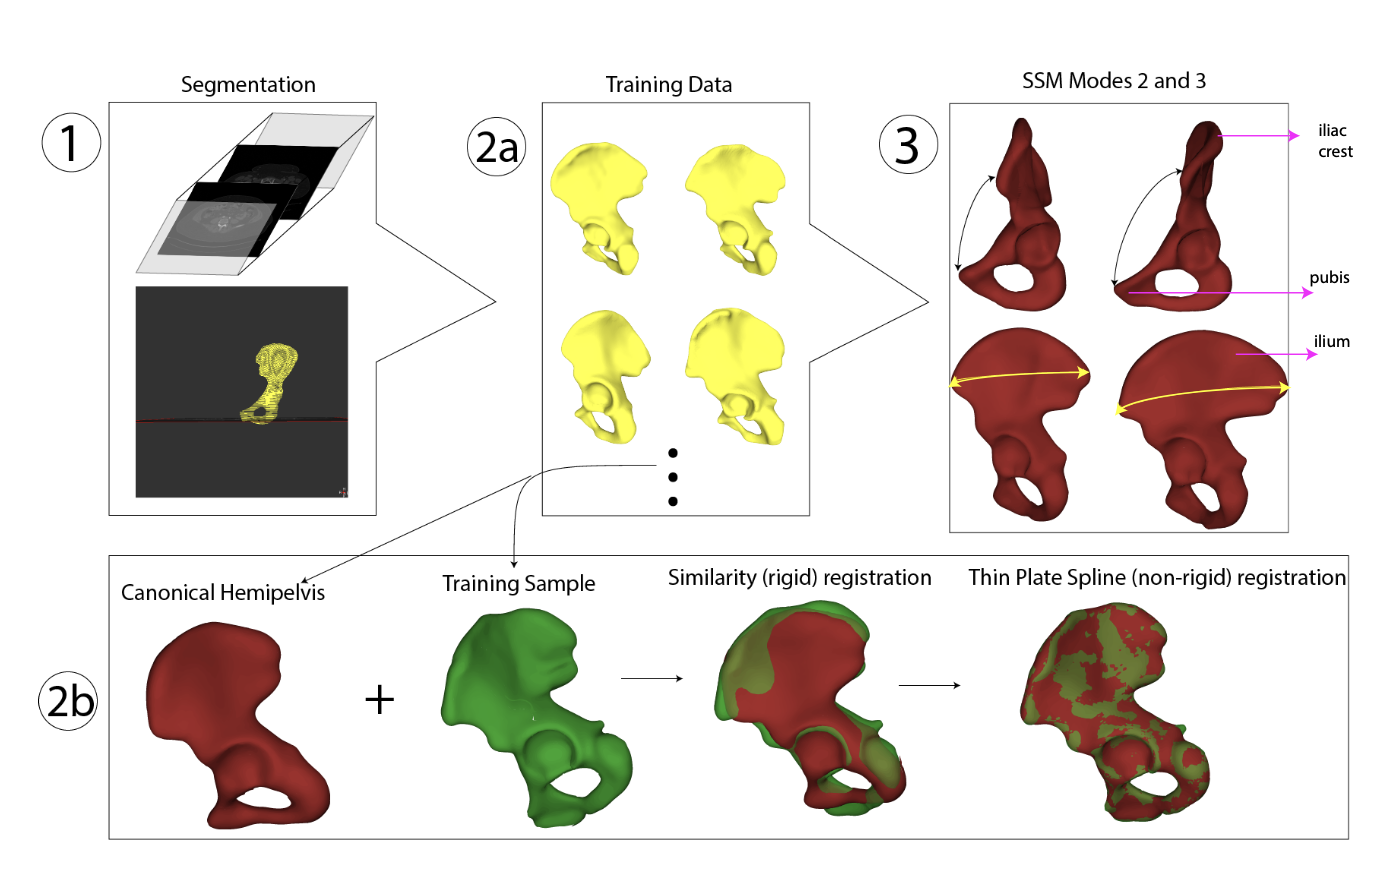 Segmentation
Training Data
SSM Modes 2 and 3
1
2a
3
iliac
crest
pubis
ilium
Canonical Hemipelvis
Training Sample
Similarity (rigid) registration
Thin Plate Spline (non-rigid) registration
2b
+